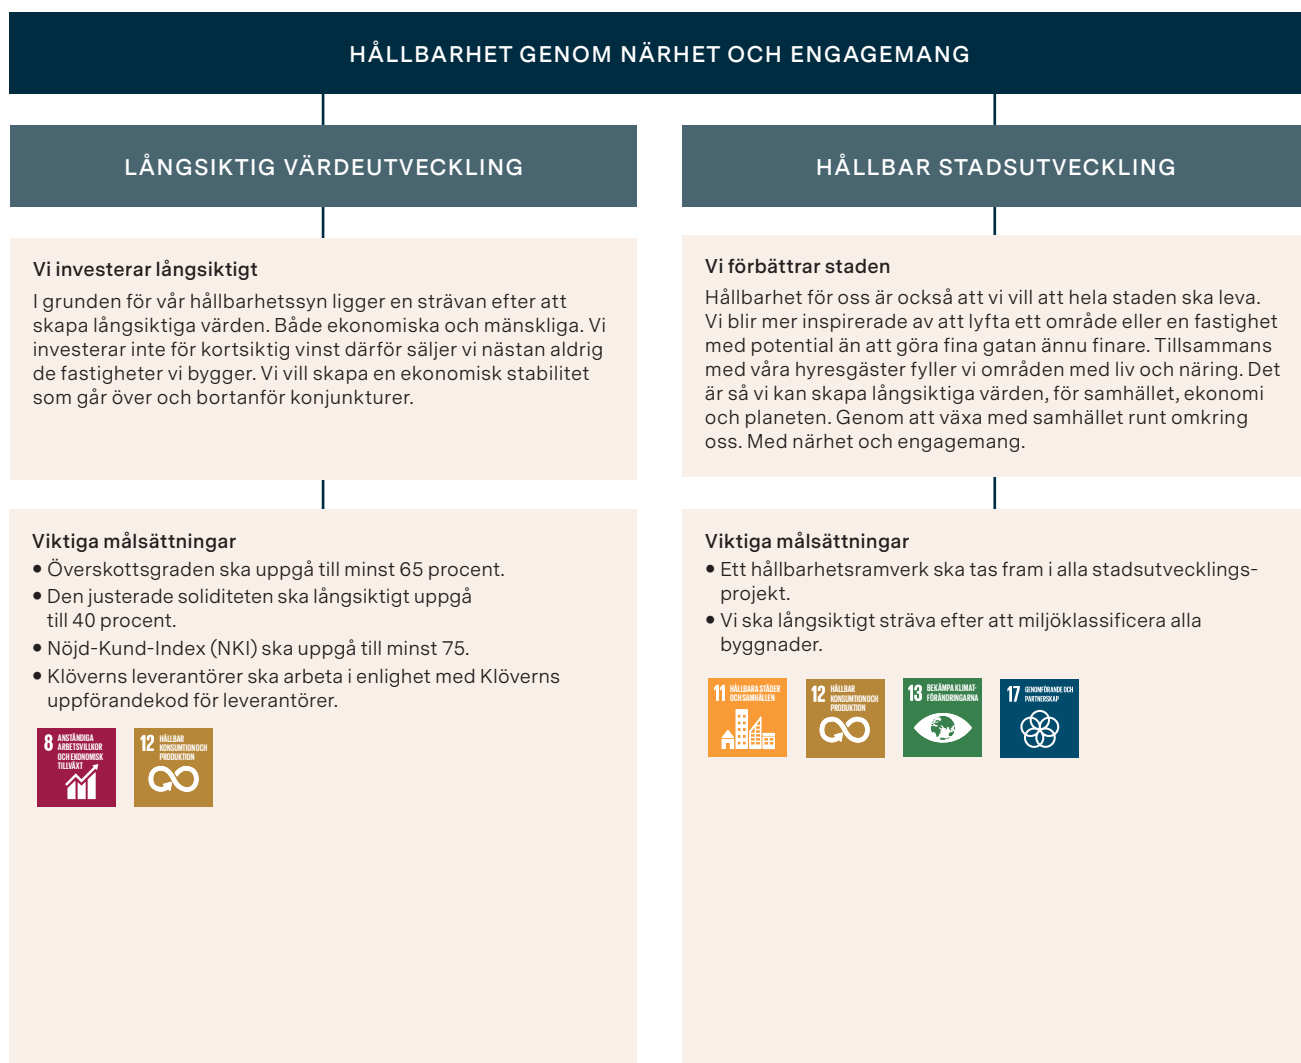 HÅLLBARHET GENOM NÄRHET OCH ENGAGEMANG
LÅNGSIKTIG VÄRDEUTVECKLING
Vi investerar långsiktigt
I grunden för vår hållbarhetssyn ligger en strävan efter att
skapa långsiktiga värden. Både ekonomiska och mänskliga. Vi
investerar inte för kortsiktig vinst därför säljer vi nästan aldrig
de fastigheter vi bygger. Vi vill skapa en ekonomisk stabilitet
som går över och bortanför konjunkturer.
Viktiga målsättningar
• Överskottsgraden ska uppgå till minst 65 procent.
• Den justerade soliditeten ska långsiktigt uppgå
till 40 procent.
• Nöjd-Kund-Index (NKI) ska uppgå till minst 75.
• Klöverns leverantörer ska arbeta i enlighet med Klöverns
uppförandekod för leverantörer.
8 ANSTÄNDIGA
ARBETSVILLKOR
OCH EKONOMISK
TILLVÄXT
12 HÅLLBAR
KONSUMTION OCH
PRODUKTION
HÅLLBAR STADSUTVECKLING
Vi förbättrar staden
Hållbarhet för oss är också att vi vill att hela staden ska leva.
Vi blir mer inspirerade av att lyfta ett område eller en fastighet
med potential än att göra fina gatan ännu finare. Tillsammans
med våra hyresgäster fyller vi områden med liv och näring. Det
är så vi kan skapa långsiktiga värden, för samhället, ekonomi
och planeten. Genom att växa med samhället runt omkring
oss. Med närhet och engagemang.
Viktiga målsättningar
• Ett hållbarhetsramverk ska tas fram i alla stadsutvecklings-
projekt.
• Vi ska långsiktigt sträva efter att miljöklassificera alla
byggnader.
11 HÅLLBARA STÄDER
OCH SAMHÄLLEN
12 HÅLLBAR
KONSUMTION OCH
PRODUKTION
13 BEKÄMPA KLIMAT-
FÖRÄNDRINGARNA
17 GENOMFÖRANDE OCH
PARTNERSKAP